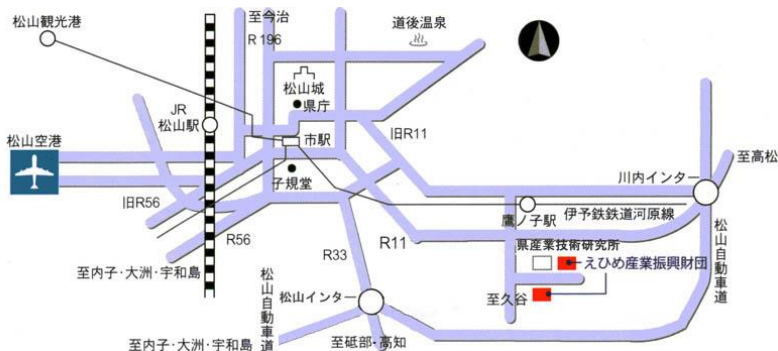 松山観光港
至今治
R196
道後温泉
松山城
県庁
JR
松山駅
市駅
旧R11
松山空港
子規堂
川内インター
至高松
旧R56
鷹ノ子駅
伊予鉄鉄道河原線
R56
R33
R11
県産業技術研究所
えひめ産業振興財団
至内子・大洲・宇和島
松山自動車道
松山インター
至久谷
松山自動車道
至内子・大洲・宇和島
至砥部・高知